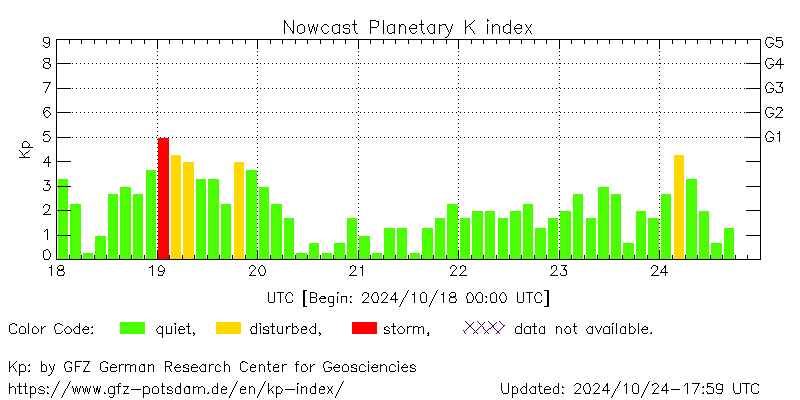 Nowcast Planetary K index
9 G5
8 G4
7 G3
6 G2
5 G1
4
3
2
1
0
Kp
18 19 20 21 22 23 24
UTC [Begin: 2024/10/18 00:00 UTC]
Color Code: quiet, disturbed, storm, data not available.
Kp: by GFZ German Research Center for Geosciencies
https://www.gfz-potsdam.de/en/kp-index/ Updated: 2024/10/24-17:59 UTC